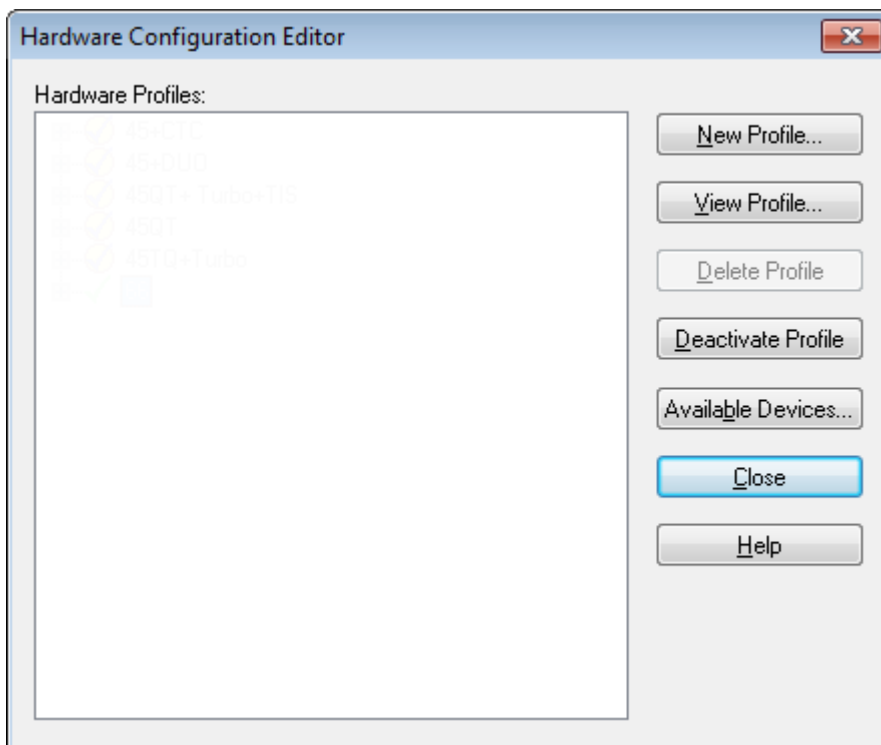 Hardware Configuration Editor
Hardware Profiles:
45+CTC
45+DUO
45QT+ Turbo+TIS
45QT
45TQ+Turbo
New Profile...
View Profile...
Delete Profile
Deactivate Profile
Available Devices...
Close
Help